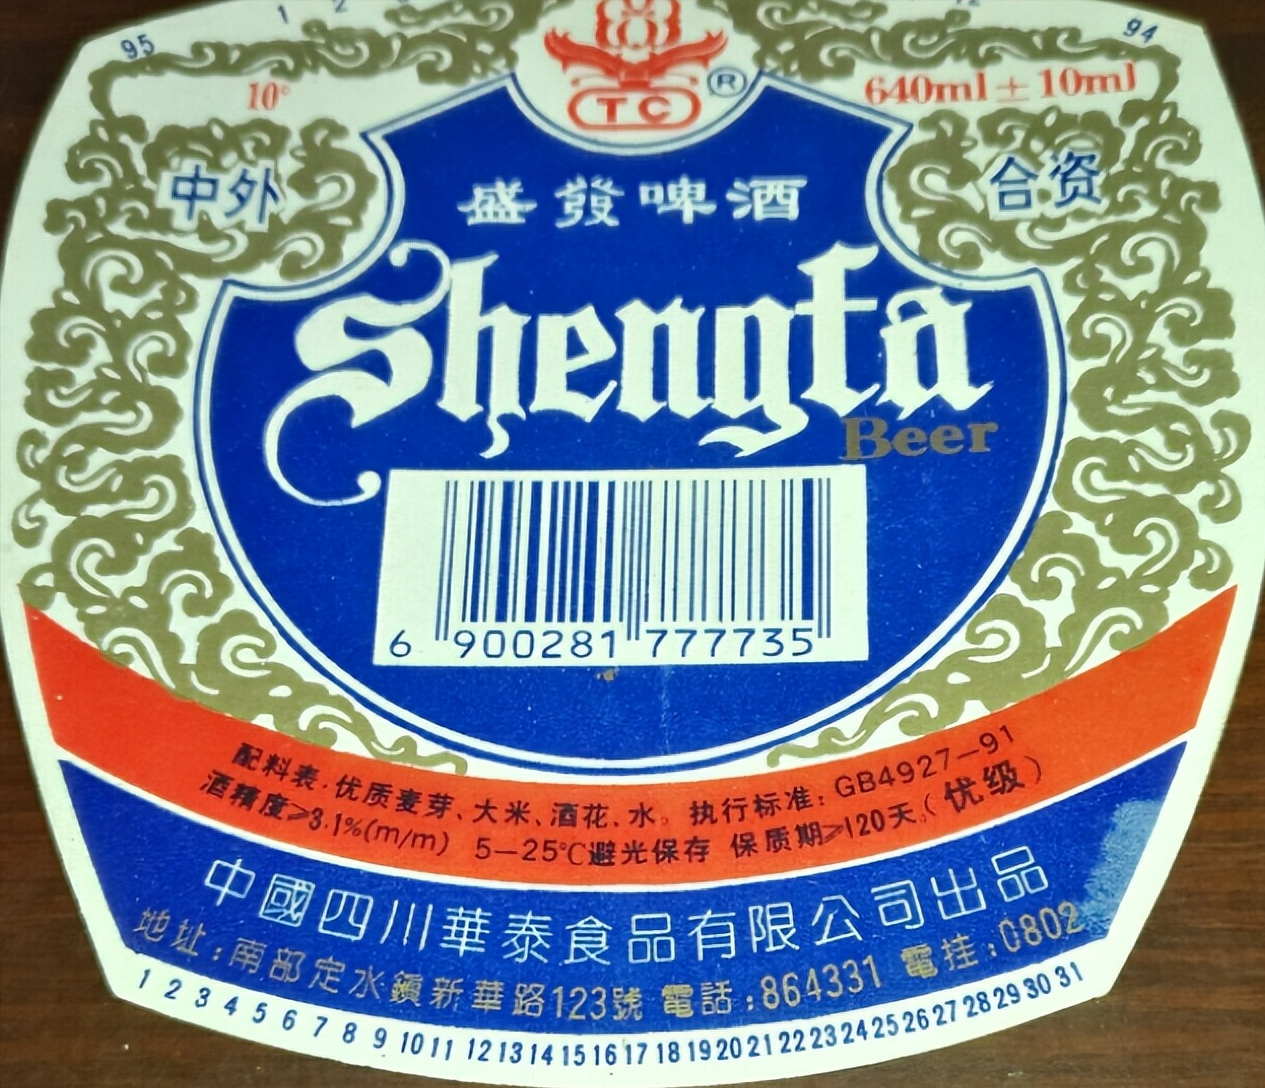 1 2 12
95 94
10° 640ml±10ml
TC ®
中外 合资
盛發啤酒
Shengfa
Beer
6 900281 777735
配料表:优质麦芽、大米、酒花、水。执行标准:GB4927—91
酒精度≥3.1%(m/m) 5—25℃避光保存 保质期≥120天(优级)
中國四川華泰食品有限公司出品
地址:南部定水鎮新華路123號 電話:864331 電挂:0802
1 2 3 4 5 6 7 8 9 10 11 12 13 14 15 16 17 18 19 20 21 22 23 24 25 26 27 28 29 30 31